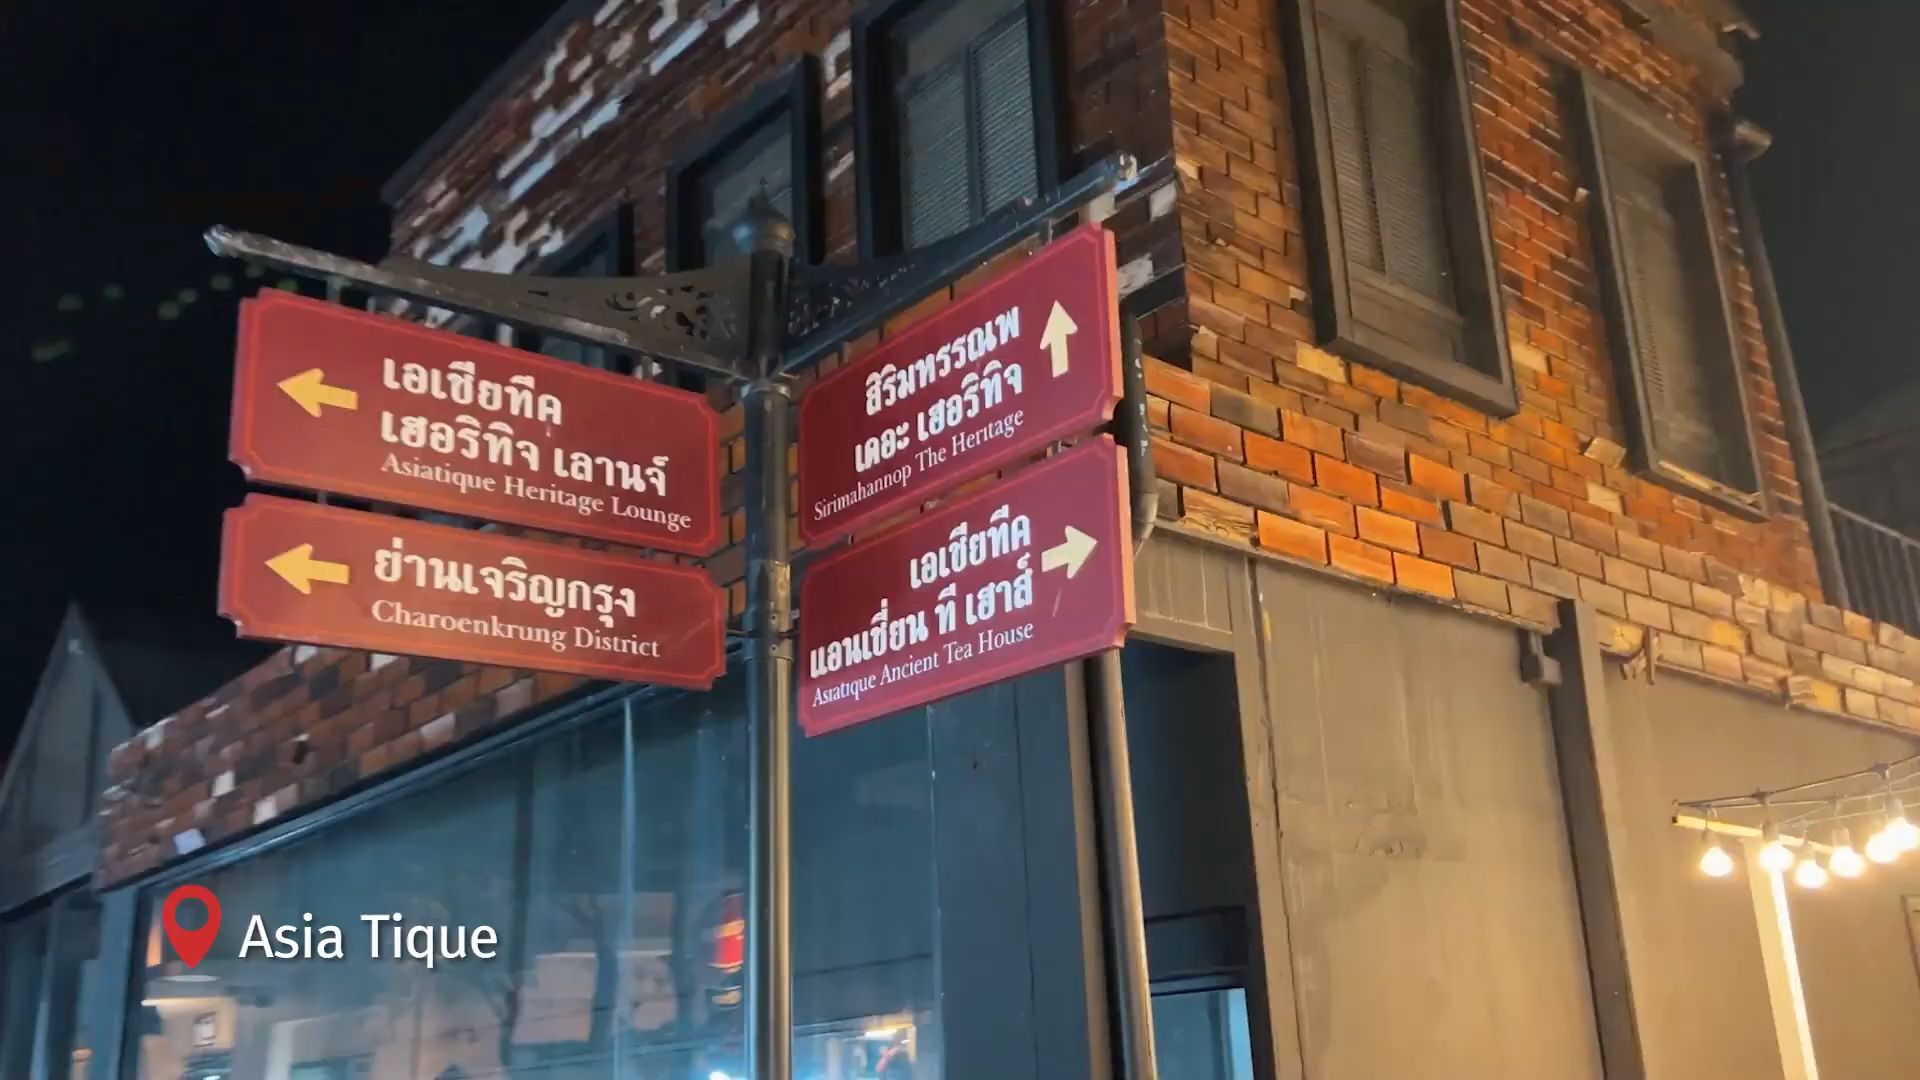 เอเชียทีค
เฮอริทิจ เลานจ์
Asiatique Heritage Lounge
ย่านเจริญกรุง
Charoenkrung District
สิริมหรรณพ
เดอะ เฮอริทิจ
Sirimahannop The Heritage
เอเชียทีค
แอนเชี่ยน ที เฮาส์
Asiatique Ancient Tea House
Asia Tique